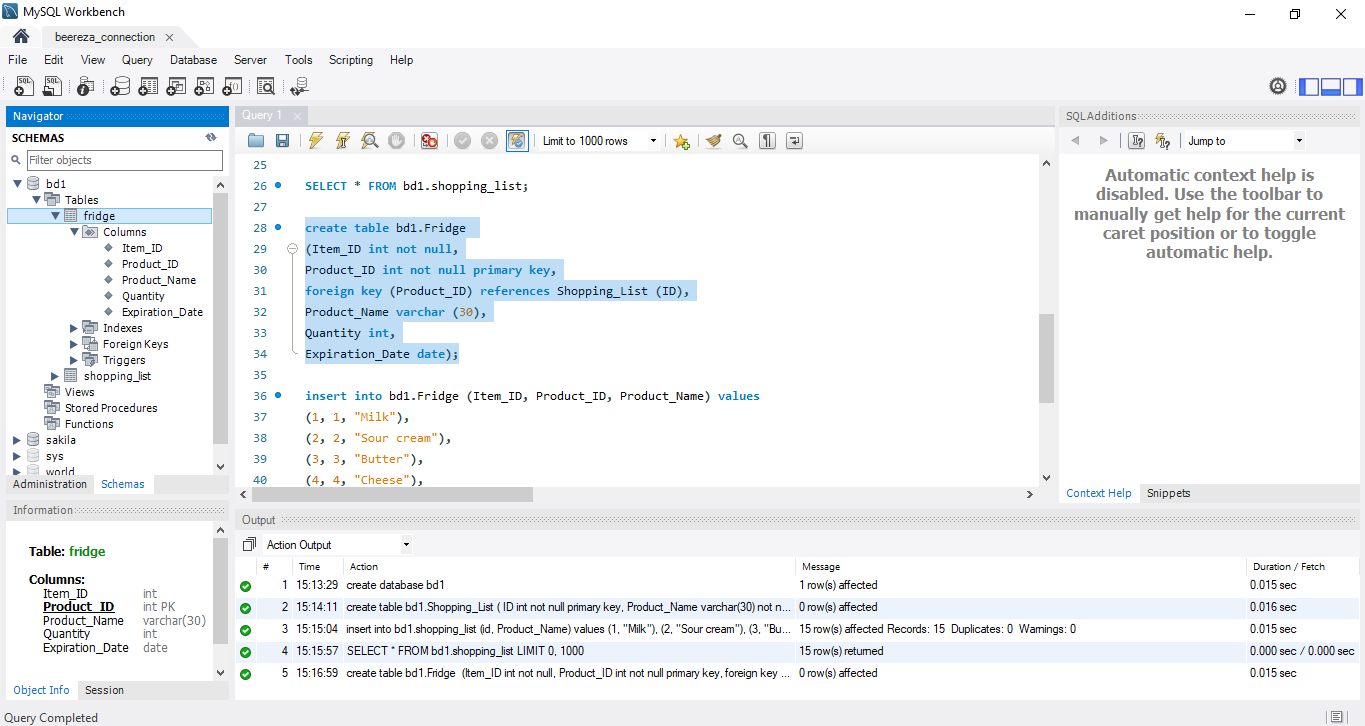 MySQL Workbench
beereza_connection
File Edit View Query Database Server Tools Scripting Help
Navigator
SCHEMAS
Filter objects
bd1
Tables
fridge
Columns
Item_ID
Product_ID
Product_Name
Quantity
Expiration_Date
Indexes
Foreign Keys
Triggers
shopping_list
Views
Stored Procedures
Functions
sakila
sys
world
Administration Schemas
Information
Table: fridge
Columns:
Item_ID int
Product_ID int PK
Product_Name varchar(30)
Quantity int
Expiration_Date date
Object Info Session
Query 1
Limit to 1000 rows
25
26 SELECT * FROM bd1.shopping_list;
27
28 create table bd1.Fridge
29 (Item_ID int not null,
30 Product_ID int not null primary key,
31 foreign key (Product_ID) references Shopping_List (ID),
32 Product_Name varchar (30),
33 Quantity int,
34 Expiration_Date date);
35
36 insert into bd1.Fridge (Item_ID, Product_ID, Product_Name) values
37 (1, 1, "Milk"),
38 (2, 2, "Sour cream"),
39 (3, 3, "Butter"),
40 (4, 4, "Cheese"),
SQLAdditions
Jump to
Automatic context help is
disabled. Use the toolbar to
manually get help for the current
caret position or to toggle
automatic help.
Context Help Snippets
Output
Action Output
# Time Action Message Duration / Fetch
1 15:13:29 create database bd1 1 row(s) affected 0.015 sec
2 15:14:11 create table bd1.Shopping_List ( ID int not null primary key, Product_Name varchar(30) not n... 0 row(s) affected 0.016 sec
3 15:15:04 insert into bd1.shopping_list (id, Product_Name) values (1, "Milk"), (2, "Sour cream"), (3, "Bu... 15 row(s) affected Records: 15 Duplicates: 0 Warnings: 0 0.015 sec
4 15:15:57 SELECT * FROM bd1.shopping_list LIMIT 0, 1000 15 row(s) returned 0.000 sec / 0.000 sec
5 15:16:59 create table bd1.Fridge (Item_ID int not null, Product_ID int not null primary key, foreign key ... 0 row(s) affected 0.015 sec
Query Completed